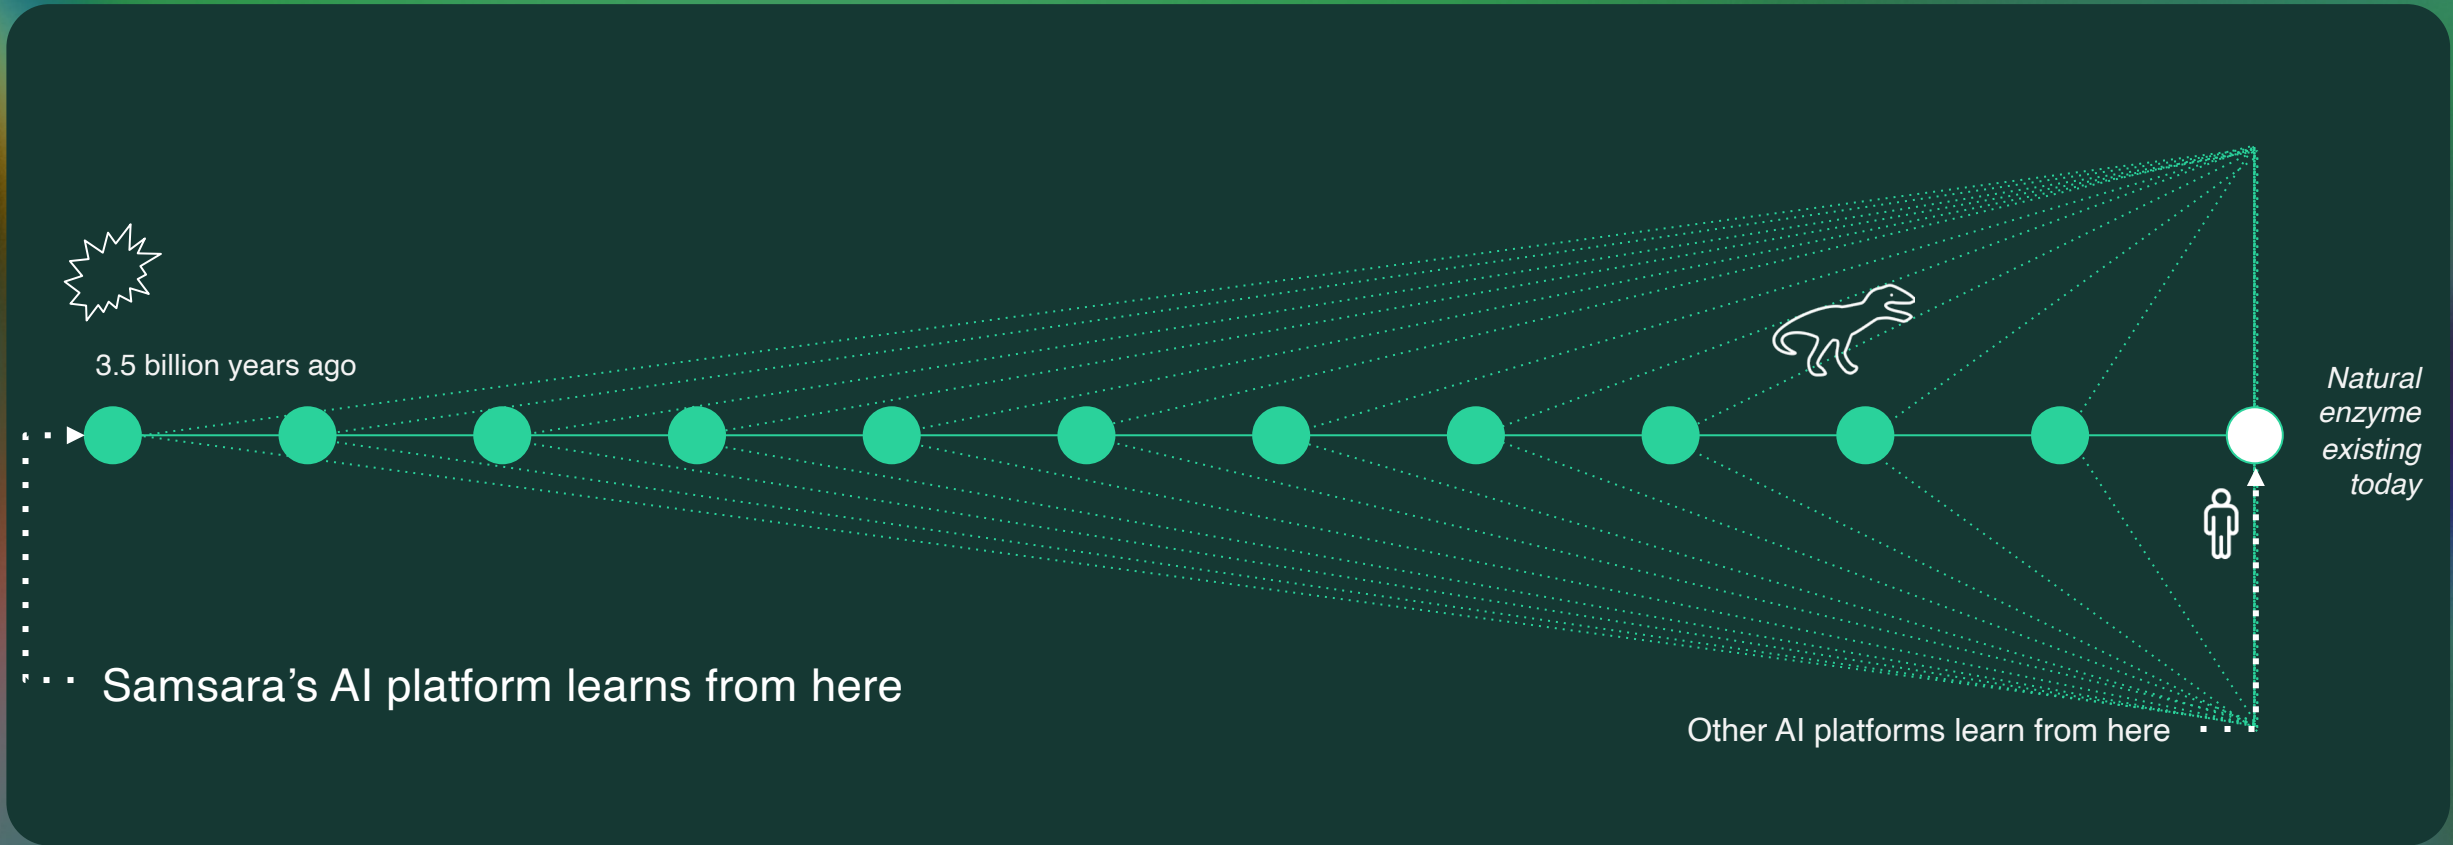 3.5 billion years ago
Natural
enzyme
existing
today
Samsara’s AI platform learns from here
Other AI platforms learn from here